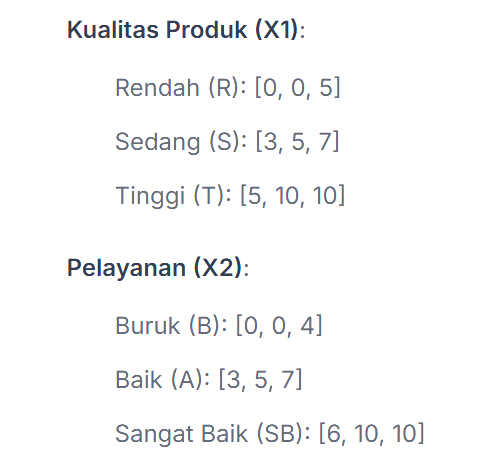 Kualitas Produk (X1):
Rendah (R): [0, 0, 5]
Sedang (S): [3, 5, 7]
Tinggi (T): [5, 10, 10]
Pelayanan (X2):
Buruk (B): [0, 0, 4]
Baik (A): [3, 5, 7]
Sangat Baik (SB): [6, 10, 10]